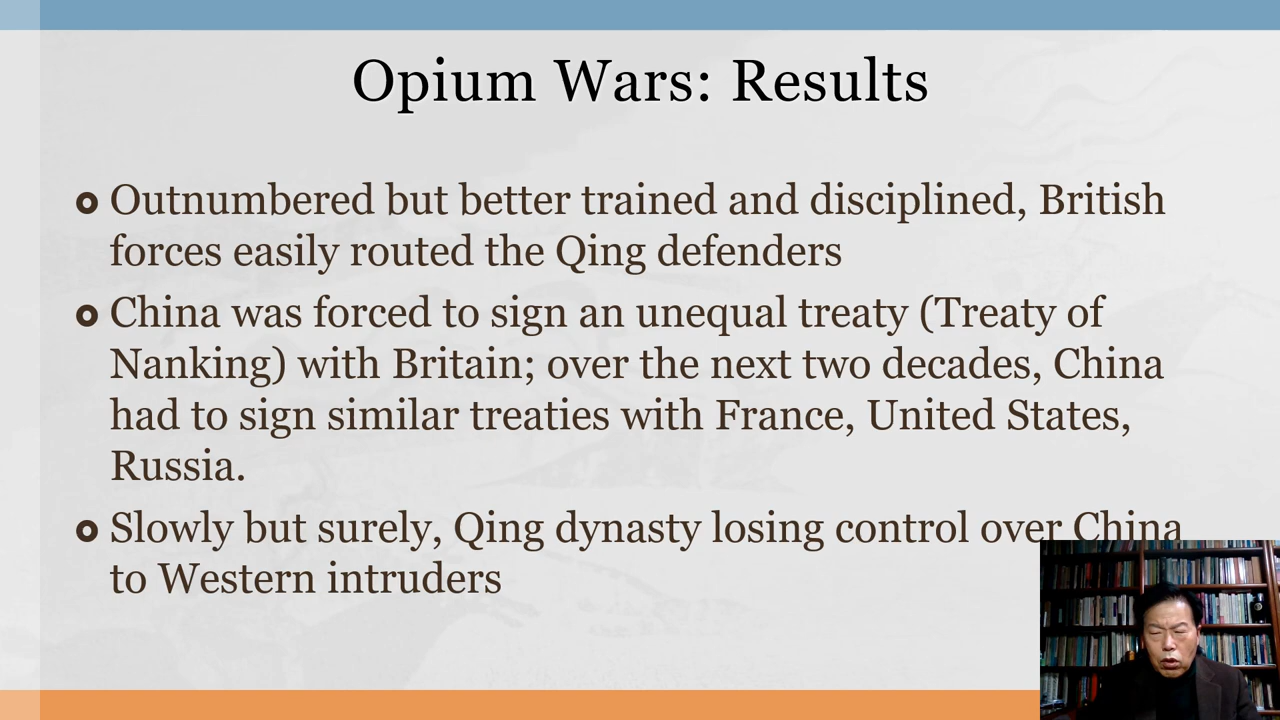 Opium Wars: Results
Outnumbered but better trained and disciplined, British
forces easily routed the Qing defenders
China was forced to sign an unequal treaty (Treaty of
Nanking) with Britain; over the next two decades, China
had to sign similar treaties with France, United States,
Russia.
Slowly but surely, Qing dynasty losing control over China
to Western intruders